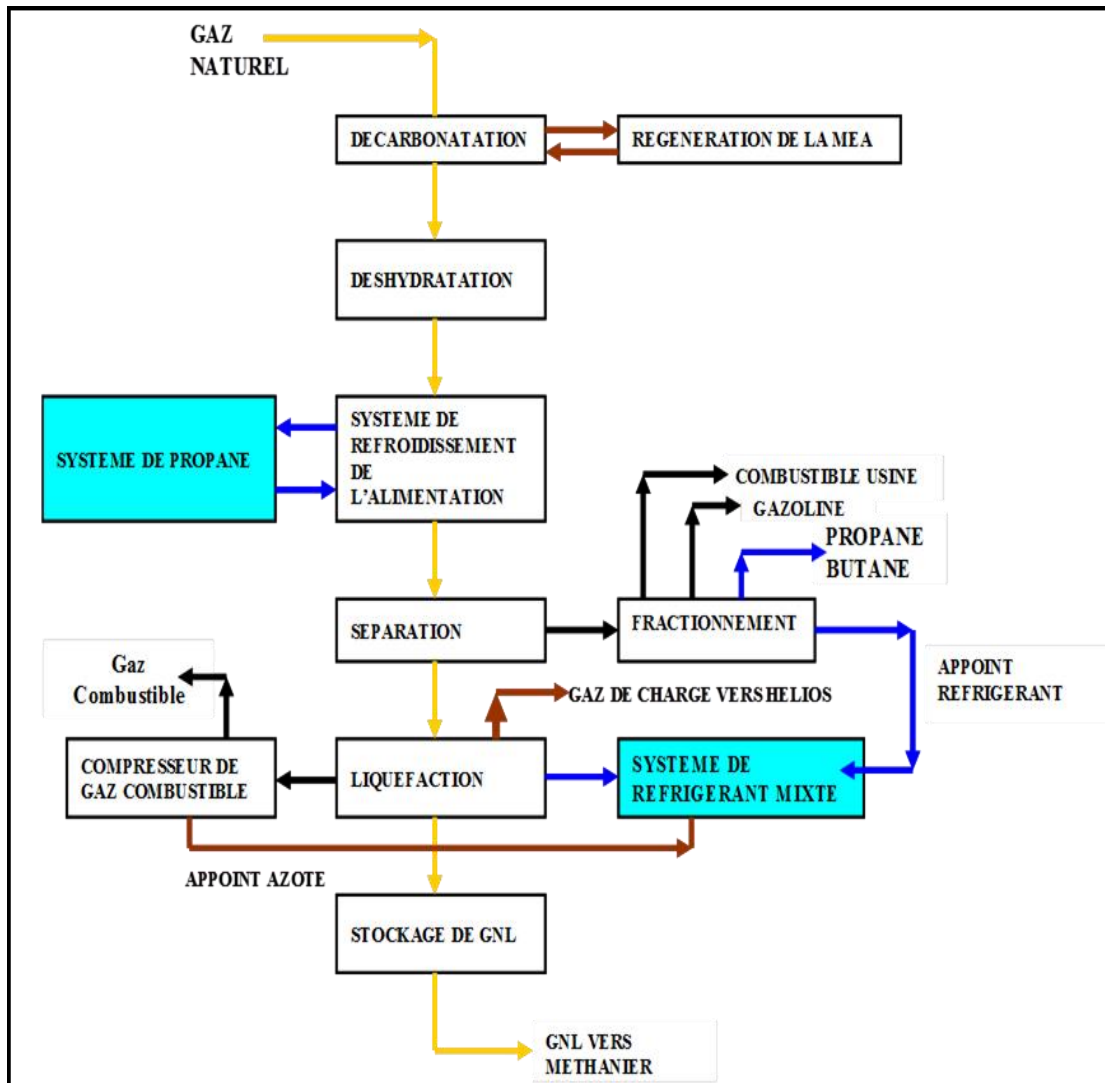 GAZ
NATUREL
DECARBONATATION
REGENERATION DE LA MEA
DESHYDRATATION
SYSTEME DE PROPANE
SYSTEME DE
REFROIDISSEMENT
DE
L'ALIMENTATION
COMBUSTIBLE USINE
GAZOLINE
PROPANE
BUTANE
SEPARATION
FRACTIONNEMENT
Gaz
Combustible
APPOINT
REFRIGERANT
GAZ DE CHARGE VERS HELIOS
COMPRESSEUR DE
GAZ COMBUSTIBLE
LIQUEFACTION
SYSTEME DE
REFRIGERANT MIXTE
APPOINT AZOTE
STOCKAGE DE GNL
GNL VERS
METHANIER